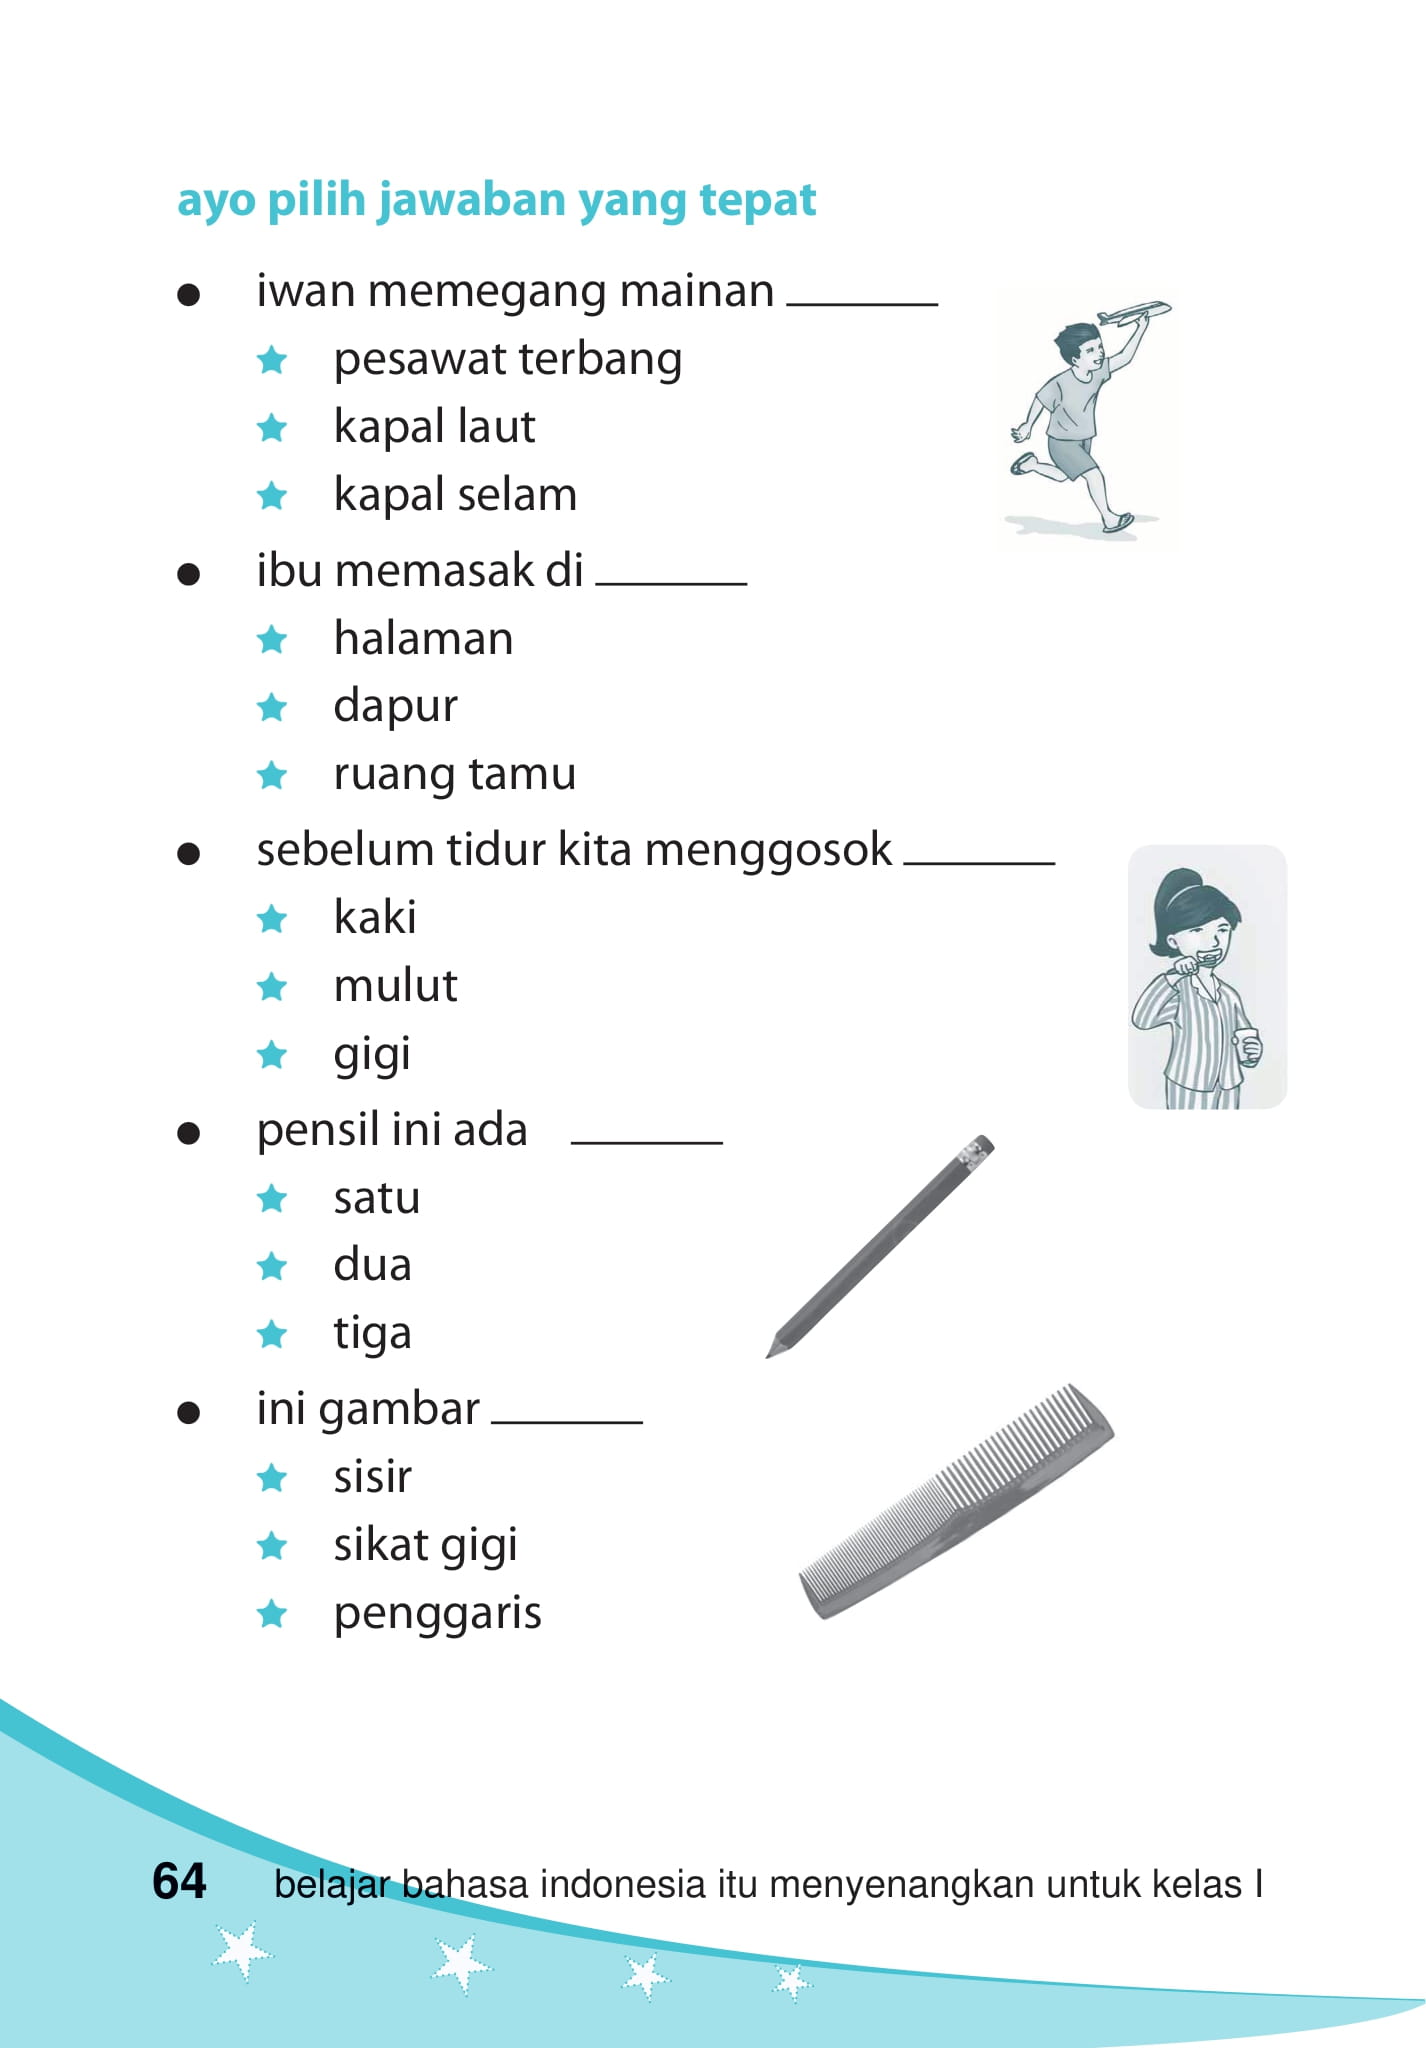 ayo pilih jawaban yang tepat
● iwan memegang mainan ______
★ pesawat terbang
★ kapal laut
★ kapal selam
● ibu memasak di ______
★ halaman
★ dapur
★ ruang tamu
● sebelum tidur kita menggosok ______
★ kaki
★ mulut
★ gigi
● pensil ini ada ______
★ satu
★ dua
★ tiga
● ini gambar ______
★ sisir
★ sikat gigi
★ penggaris
64 belajar bahasa indonesia itu menyenangkan untuk kelas I